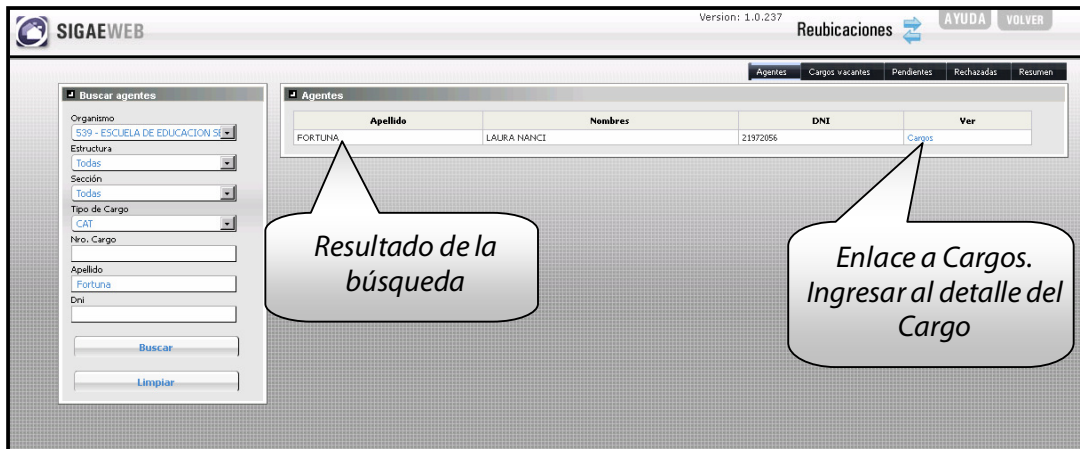 SIGAEWEB
Version: 1.0.237
Reubicaciones
AYUDA
VOLVER
Agentes
Cargos vacantes
Pendientes
Rechazadas
Resumen
Buscar agentes
Organismo
539 - ESCUELA DE EDUCACION SE
Estructura
Todas
Sección
Todas
Tipo de Cargo
CAT
Nro. Cargo
Apellido
Fortuna
Dni
Buscar
Limpiar
Agentes
Apellido Nombres DNI Ver
FORTUNA LAURA NANCI 21972056 Cargos
Resultado de la
búsqueda
Enlace a Cargos.
Ingresar al detalle del
Cargo